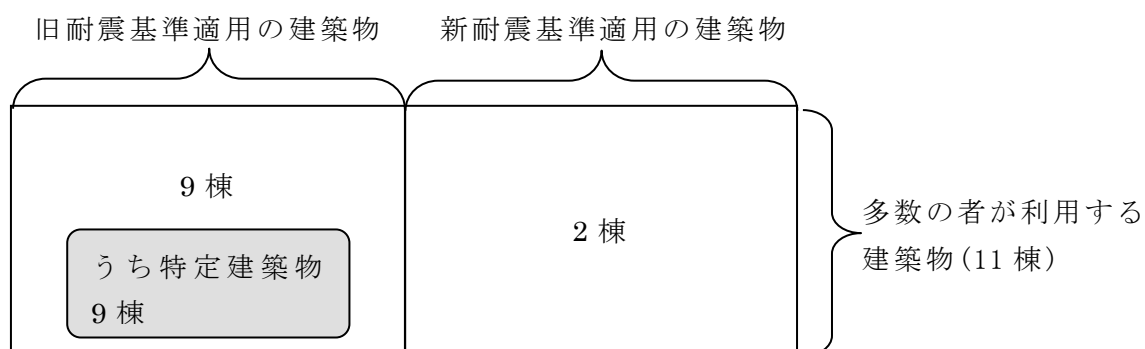 旧耐震基準適用の建築物
新耐震基準適用の建築物
9棟
うち特定建築物
9棟
2棟
多数の者が利用する
建築物(11棟)